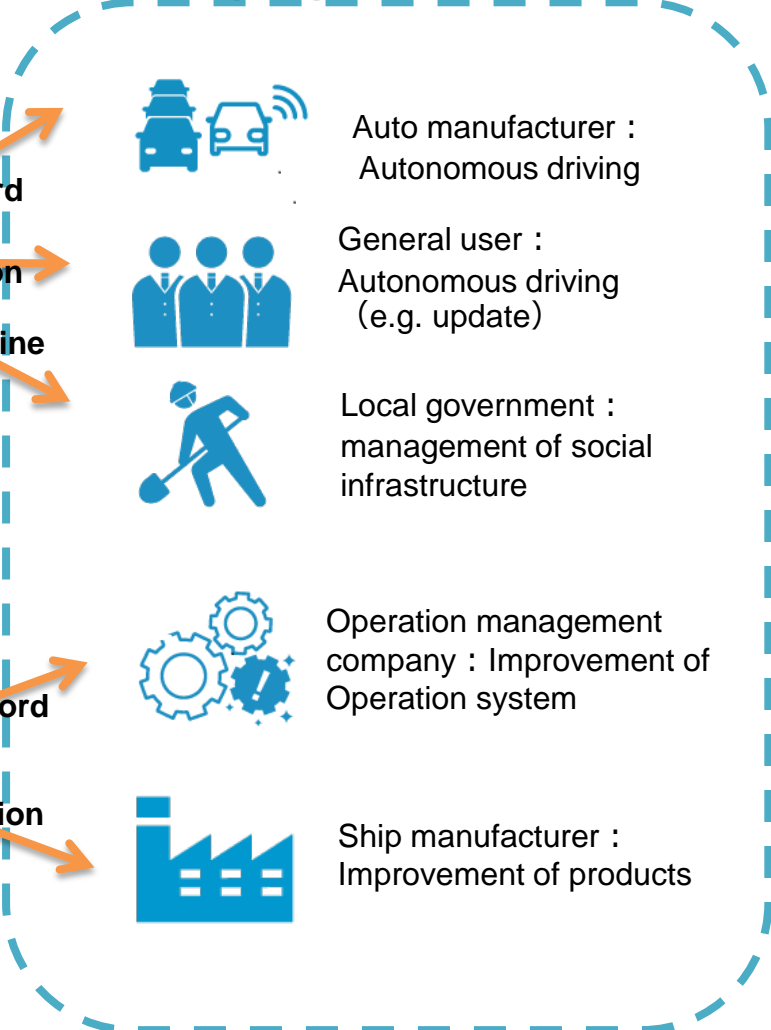 Auto manufacturer：
Autonomous driving
General user：
Autonomous driving
（e.g. update）
Local government：
management of social
infrastructure
Operation management
company：Improvement of
Operation system
Ship manufacturer：
Improvement of products